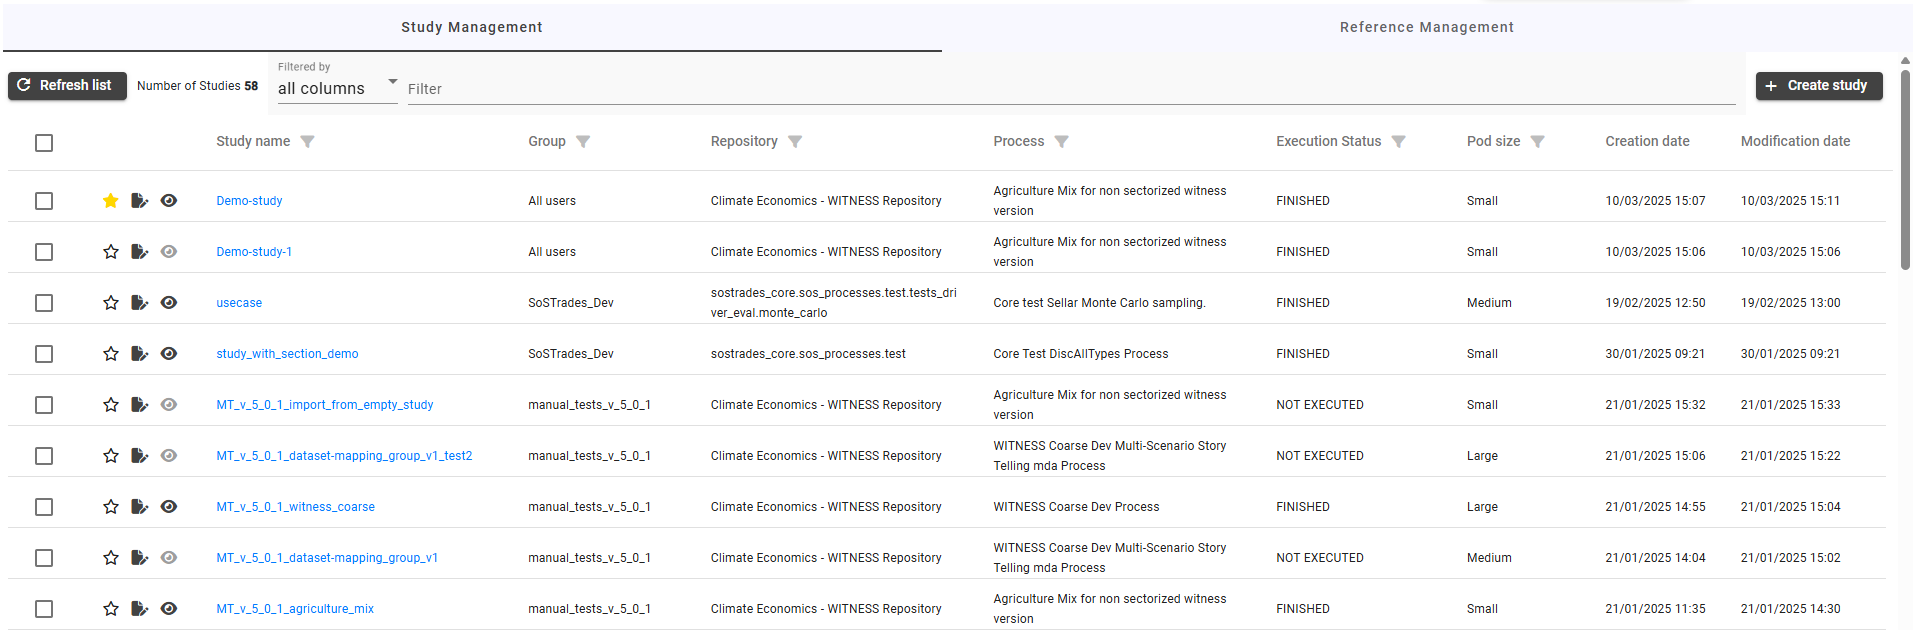 Study Management
Reference Management
Refresh list
Number of Studies 58
Filtered by
all columns
Filter
Create study
Study name
Group
Repository
Process
Execution Status
Pod size
Creation date
Modification date
Demo-study
All users
Climate Economics - WITNESS Repository
Agriculture Mix for non sectorized witness
version
FINISHED
Small
10/03/2025 15:07
10/03/2025 15:11
Demo-study-1
All users
Climate Economics - WITNESS Repository
Agriculture Mix for non sectorized witness
version
FINISHED
Small
10/03/2025 15:06
10/03/2025 15:06
usecase
SoSTrades_Dev
sostrades_core.sos_processes.test.tests_dri
ver_eval.monte_carlo
Core test Sellar Monte Carlo sampling.
FINISHED
Medium
19/02/2025 12:50
19/02/2025 13:00
study_with_section_demo
SoSTrades_Dev
sostrades_core.sos_processes.test
Core Test DiscAllTypes Process
FINISHED
Small
30/01/2025 09:21
30/01/2025 09:21
MT_v_5_0_1_import_from_empty_study
manual_tests_v_5_0_1
Climate Economics - WITNESS Repository
Agriculture Mix for non sectorized witness
version
NOT EXECUTED
Small
21/01/2025 15:32
21/01/2025 15:33
MT_v_5_0_1_dataset-mapping_group_v1_test2
manual_tests_v_5_0_1
Climate Economics - WITNESS Repository
WITNESS Coarse Dev Multi-Scenario Story
Telling mda Process
NOT EXECUTED
Large
21/01/2025 15:06
21/01/2025 15:22
MT_v_5_0_1_witness_coarse
manual_tests_v_5_0_1
Climate Economics - WITNESS Repository
WITNESS Coarse Dev Process
FINISHED
Large
21/01/2025 14:55
21/01/2025 15:04
MT_v_5_0_1_dataset-mapping_group_v1
manual_tests_v_5_0_1
Climate Economics - WITNESS Repository
WITNESS Coarse Dev Multi-Scenario Story
Telling mda Process
NOT EXECUTED
Medium
21/01/2025 14:04
21/01/2025 15:02
MT_v_5_0_1_agriculture_mix
manual_tests_v_5_0_1
Climate Economics - WITNESS Repository
Agriculture Mix for non sectorized witness
version
FINISHED
Small
21/01/2025 11:35
21/01/2025 14:30